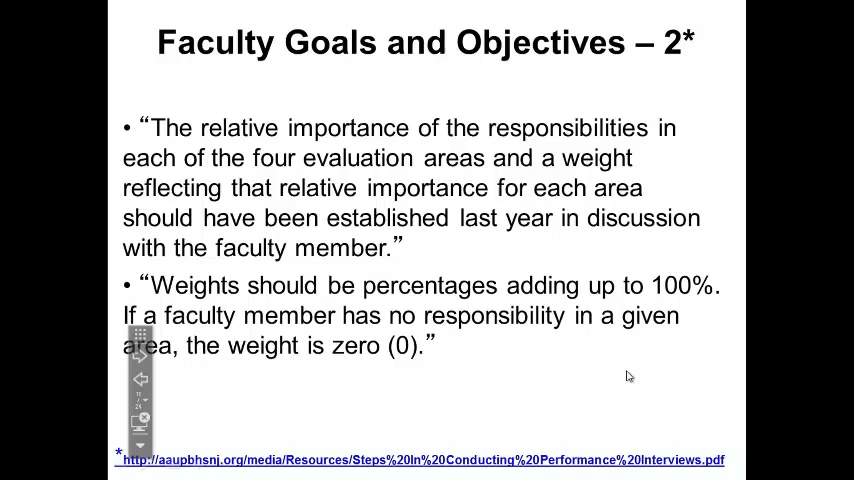 Faculty Goals and Objectives – 2*
• “The relative importance of the responsibilities in
each of the four evaluation areas and a weight
reflecting that relative importance for each area
should have been established last year in discussion
with the faculty member.”
• “Weights should be percentages adding up to 100%.
If a faculty member has no responsibility in a given
area, the weight is zero (0).”
11
/
24
*http://aaupbhsnj.org/media/Resources/Steps%20In%20Conducting%20Performance%20Interviews.pdf